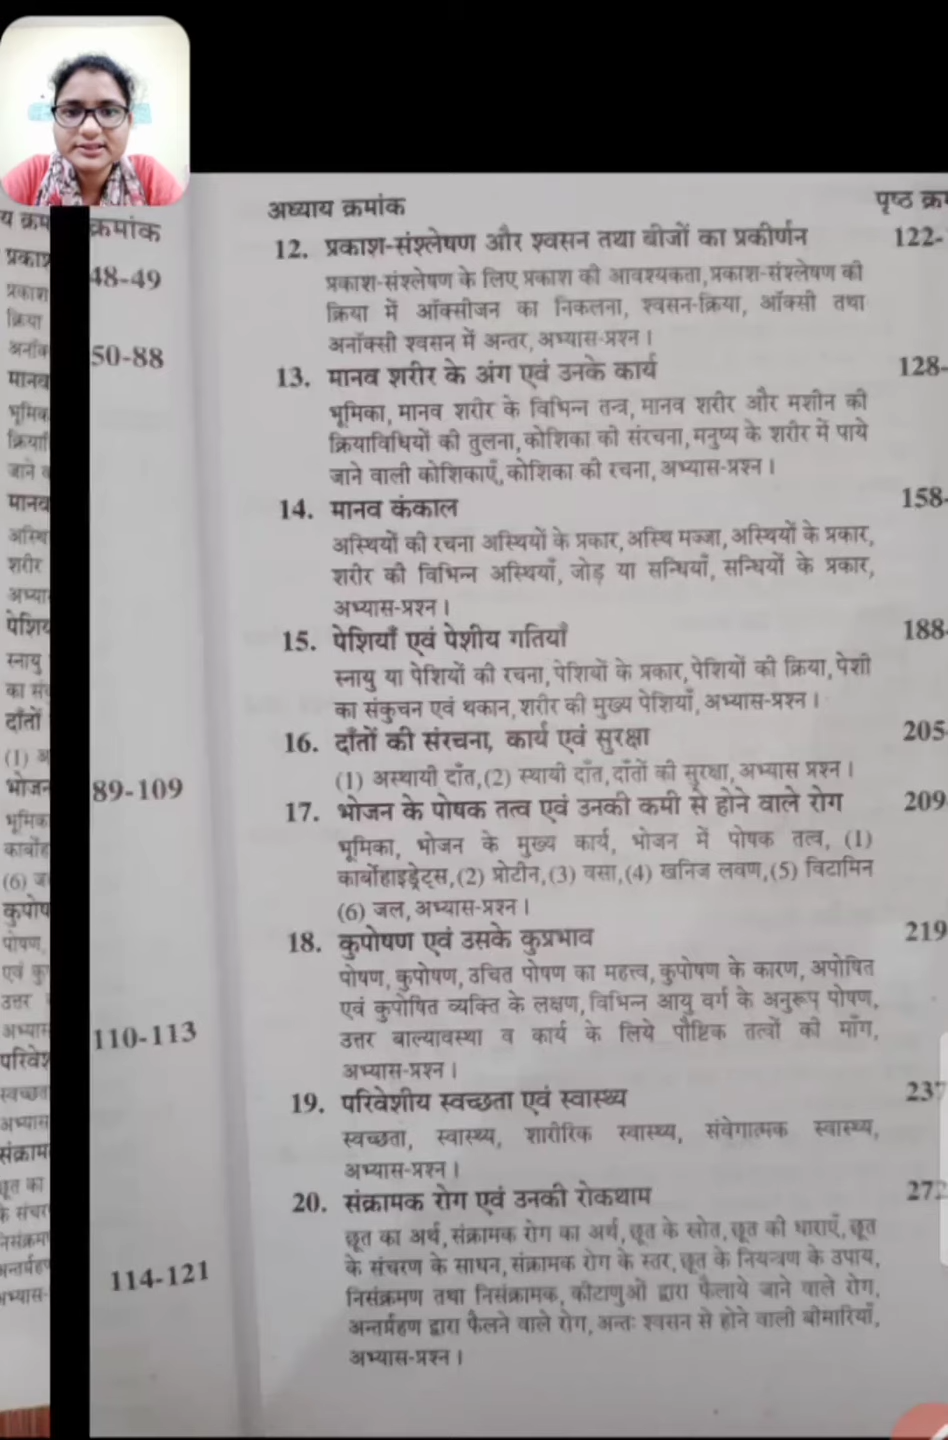 क्रमांक
48-49
50-88
89-109
110-113
114-121
अध्याय क्रमांक
पृष्ठ क्र
12. प्रकाश-संश्लेषण और श्वसन तथा बीजों का प्रकीर्णन 122-
प्रकाश-संश्लेषण के लिए प्रकाश की आवश्यकता, प्रकाश-संश्लेषण की
क्रिया में ऑक्सीजन का निकलना, श्वसन-क्रिया, ऑक्सी तथा
अनॉक्सी श्वसन में अन्तर, अभ्यास-प्रश्न।
13. मानव शरीर के अंग एवं उनके कार्य 128-
भूमिका, मानव शरीर के विभिन्न तन्त्र, मानव शरीर और मशीन की
क्रियाविधियों की तुलना, कोशिका की संरचना, मनुष्य के शरीर में पाये
जाने वाली कोशिकाएँ, कोशिका की रचना, अभ्यास-प्रश्न।
14. मानव कंकाल 158-
अस्थियों की रचना अस्थियों के प्रकार, अस्थि मज्जा, अस्थियों के प्रकार,
शरीर की विभिन्न अस्थियाँ, जोड़ या सन्धियाँ, सन्धियों के प्रकार,
अभ्यास-प्रश्न।
15. पेशियाँ एवं पेशीय गतियाँ 188-
स्नायु या पेशियों की रचना, पेशियों के प्रकार, पेशियों की क्रिया, पेशी
का संकुचन एवं थकान, शरीर की मुख्य पेशियाँ, अभ्यास-प्रश्न।
16. दाँतों की संरचना, कार्य एवं सुरक्षा 205-
(1) अस्थायी दाँत, (2) स्थायी दाँत, दाँतों की सुरक्षा, अभ्यास प्रश्न।
17. भोजन के पोषक तत्व एवं उनकी कमी से होने वाले रोग 209-
भूमिका, भोजन के मुख्य कार्य, भोजन में पोषक तत्व, (1)
कार्बोहाइड्रेट्स, (2) प्रोटीन, (3) वसा, (4) खनिज लवण, (5) विटामिन
(6) जल, अभ्यास-प्रश्न।
18. कुपोषण एवं उसके कुप्रभाव 219
पोषण, कुपोषण, उचित पोषण का महत्त्व, कुपोषण के कारण, अपोषित
एवं कुपोषित व्यक्ति के लक्षण, विभिन्न आयु वर्ग के अनुरूप पोषण,
उत्तर बाल्यावस्था व कार्य के लिये पौष्टिक तत्वों की माँग,
अभ्यास-प्रश्न।
19. परिवेशीय स्वच्छता एवं स्वास्थ्य 237
स्वच्छता, स्वास्थ्य, शारीरिक स्वास्थ्य, संवेगात्मक स्वास्थ्य,
अभ्यास-प्रश्न।
20. संक्रामक रोग एवं उनकी रोकथाम 272
छूत का अर्थ, संक्रामक रोग का अर्थ, छूत के स्रोत, छूत की धाराएँ, छूत
के संचरण के साधन, संक्रामक रोग के स्तर, छूत के नियन्त्रण के उपाय,
निसंक्रमण तथा निसंक्रामक, कीटाणुओं द्वारा फैलाये जाने वाले रोग,
अन्तर्ग्रहण द्वारा फैलने वाले रोग, अन्तः श्वसन से होने वाली बीमारियाँ,
अभ्यास-प्रश्न।